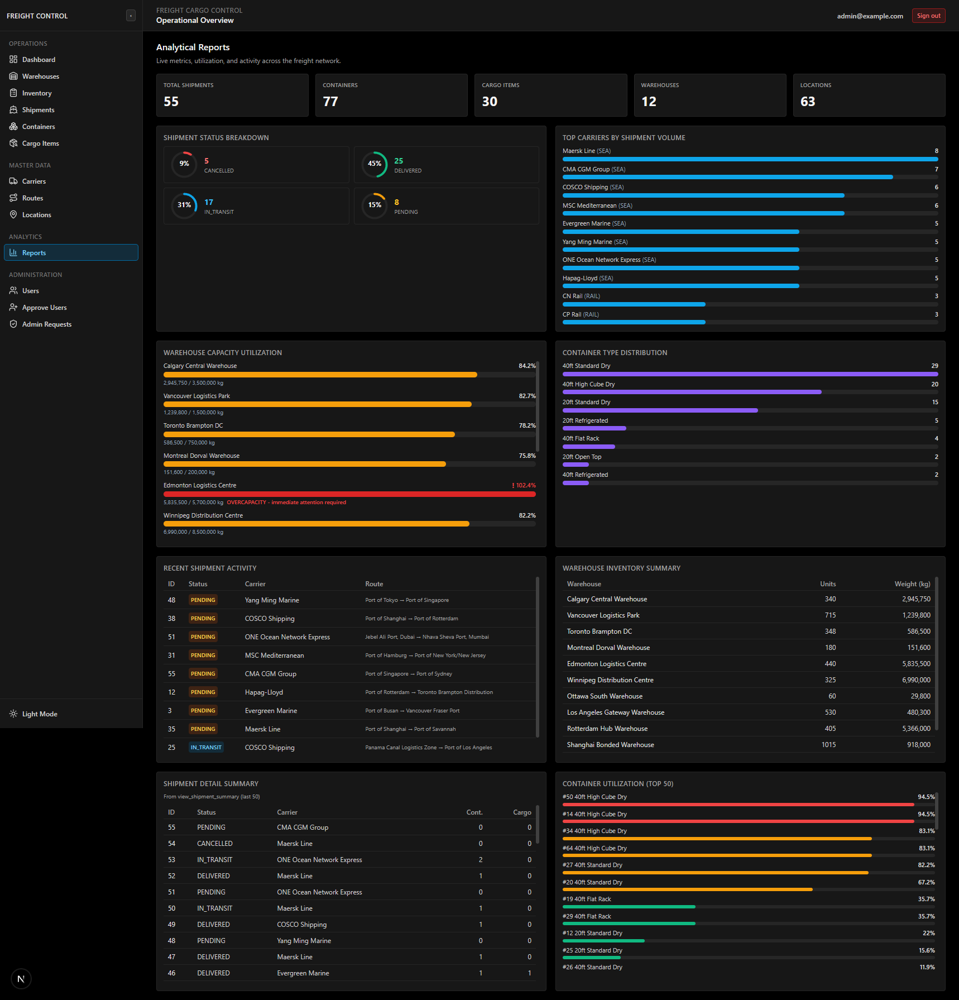 FREIGHT CONTROL
‹
OPERATIONS
Dashboard
Warehouses
Inventory
Shipments
Containers
Cargo Items
MASTER DATA
Carriers
Routes
Locations
ANALYTICS
Reports
ADMINISTRATION
Users
Approve Users
Admin Requests
Light Mode
N
FREIGHT CARGO CONTROL
Operational Overview
admin@example.com Sign out
Analytical Reports
Live metrics, utilization, and activity across the freight network.
TOTAL SHIPMENTS
55
CONTAINERS
77
CARGO ITEMS
30
WAREHOUSES
12
LOCATIONS
63
SHIPMENT STATUS BREAKDOWN
9% 5
CANCELLED
45% 25
DELIVERED
31% 17
IN_TRANSIT
15% 8
PENDING
TOP CARRIERS BY SHIPMENT VOLUME
Maersk Line (SEA) 8
CMA CGM Group (SEA) 7
COSCO Shipping (SEA) 6
MSC Mediterranean (SEA) 6
Evergreen Marine (SEA) 5
Yang Ming Marine (SEA) 5
ONE Ocean Network Express (SEA) 5
Hapag-Lloyd (SEA) 5
CN Rail (RAIL) 3
CP Rail (RAIL) 3
WAREHOUSE CAPACITY UTILIZATION
Calgary Central Warehouse 84.2%
2,945,750 / 3,500,000 kg
Vancouver Logistics Park 82.7%
1,239,800 / 1,500,000 kg
Toronto Brampton DC 78.2%
586,500 / 750,000 kg
Montreal Dorval Warehouse 75.8%
151,600 / 200,000 kg
Edmonton Logistics Centre ! 102.4%
5,835,500 / 5,700,000 kg OVERCAPACITY - immediate attention required
Winnipeg Distribution Centre 82.2%
6,990,000 / 8,500,000 kg
CONTAINER TYPE DISTRIBUTION
40ft Standard Dry 29
40ft High Cube Dry 20
20ft Standard Dry 15
20ft Refrigerated 5
40ft Flat Rack 4
20ft Open Top 2
40ft Refrigerated 2
RECENT SHIPMENT ACTIVITY
ID Status Carrier Route
48 PENDING Yang Ming Marine Port of Tokyo → Port of Singapore
38 PENDING COSCO Shipping Port of Shanghai → Port of Rotterdam
51 PENDING ONE Ocean Network Express Jebel Ali Port, Dubai → Nhava Sheva Port, Mumbai
31 PENDING MSC Mediterranean Port of Hamburg → Port of New York/New Jersey
55 PENDING CMA CGM Group Port of Singapore → Port of Sydney
12 PENDING Hapag-Lloyd Port of Rotterdam → Toronto Brampton Distribution
3 PENDING Evergreen Marine Port of Busan → Vancouver Fraser Port
35 PENDING Maersk Line Port of Shanghai → Port of Savannah
25 IN_TRANSIT COSCO Shipping Panama Canal Logistics Zone → Port of Los Angeles
WAREHOUSE INVENTORY SUMMARY
Warehouse Units Weight (kg)
Calgary Central Warehouse 340 2,945,750
Vancouver Logistics Park 715 1,239,800
Toronto Brampton DC 348 586,500
Montreal Dorval Warehouse 180 151,600
Edmonton Logistics Centre 440 5,835,500
Winnipeg Distribution Centre 325 6,990,000
Ottawa South Warehouse 60 29,800
Los Angeles Gateway Warehouse 530 480,300
Rotterdam Hub Warehouse 405 5,366,000
Shanghai Bonded Warehouse 1015 918,000
SHIPMENT DETAIL SUMMARY
From view_shipment_summary (last 50)
ID Status Carrier Cont. Cargo
55 PENDING CMA CGM Group 0 0
54 CANCELLED Maersk Line 0 0
53 IN_TRANSIT ONE Ocean Network Express 2 0
52 DELIVERED Maersk Line 1 0
51 PENDING ONE Ocean Network Express 0 0
50 IN_TRANSIT Maersk Line 1 0
49 DELIVERED COSCO Shipping 1 0
48 PENDING Yang Ming Marine 0 0
47 DELIVERED Maersk Line 1 0
46 DELIVERED Evergreen Marine 1 1
CONTAINER UTILIZATION (TOP 50)
#50 40ft High Cube Dry 94.5%
#14 40ft High Cube Dry 94.5%
#34 40ft High Cube Dry 83.1%
#64 40ft High Cube Dry 83.1%
#27 40ft Standard Dry 82.2%
#20 40ft Standard Dry 67.2%
#19 40ft Flat Rack 35.7%
#29 40ft Flat Rack 35.7%
#12 20ft Standard Dry 22%
#25 20ft Standard Dry 15.6%
#26 40ft Standard Dry 11.9%